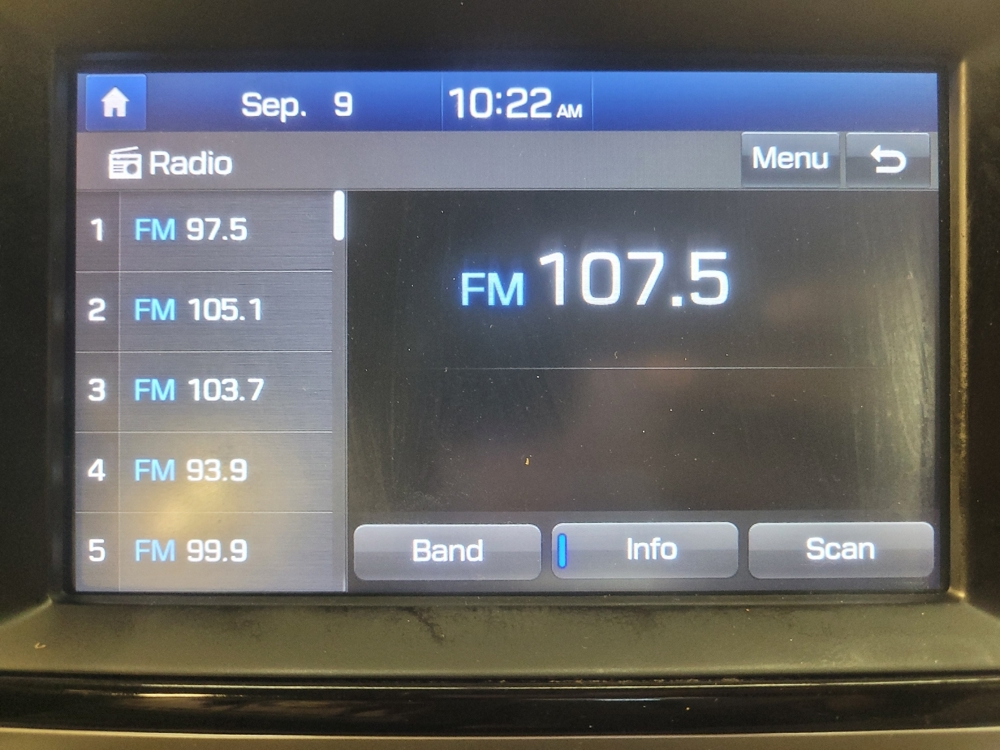 Sep. 9 10:22 AM
Radio
Menu
1 FM 97.5
2 FM 105.1
3 FM 103.7
4 FM 93.9
5 FM 99.9
FM 107.5
Band
Info
Scan